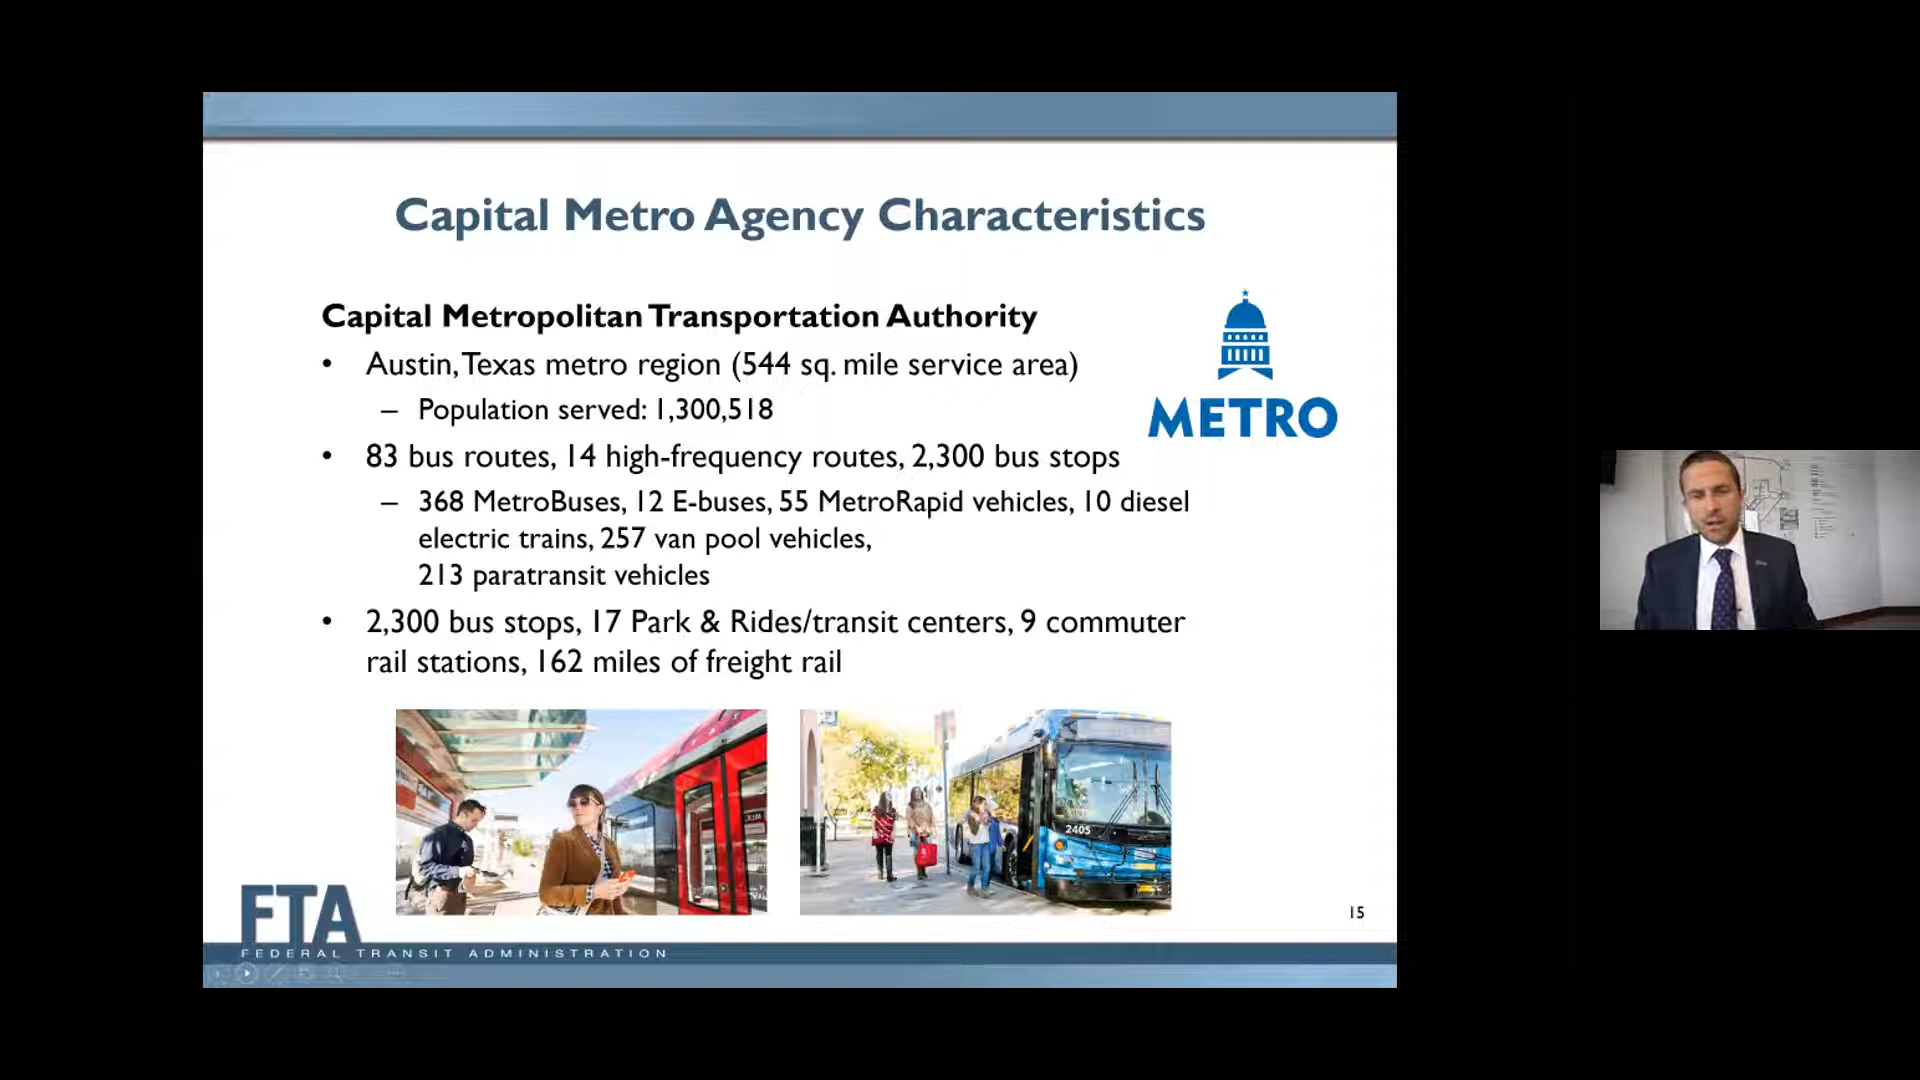 Capital Metro Agency Characteristics
Capital Metropolitan Transportation Authority
• Austin, Texas metro region (544 sq. mile service area)
– Population served: 1,300,518
METRO
• 83 bus routes, 14 high-frequency routes, 2,300 bus stops
– 368 MetroBuses, 12 E-buses, 55 MetroRapid vehicles, 10 diesel
electric trains, 257 van pool vehicles,
213 paratransit vehicles
• 2,300 bus stops, 17 Park & Rides/transit centers, 9 commuter
rail stations, 162 miles of freight rail
2405
FTA
15
FEDERAL TRANSIT ADMINISTRATION